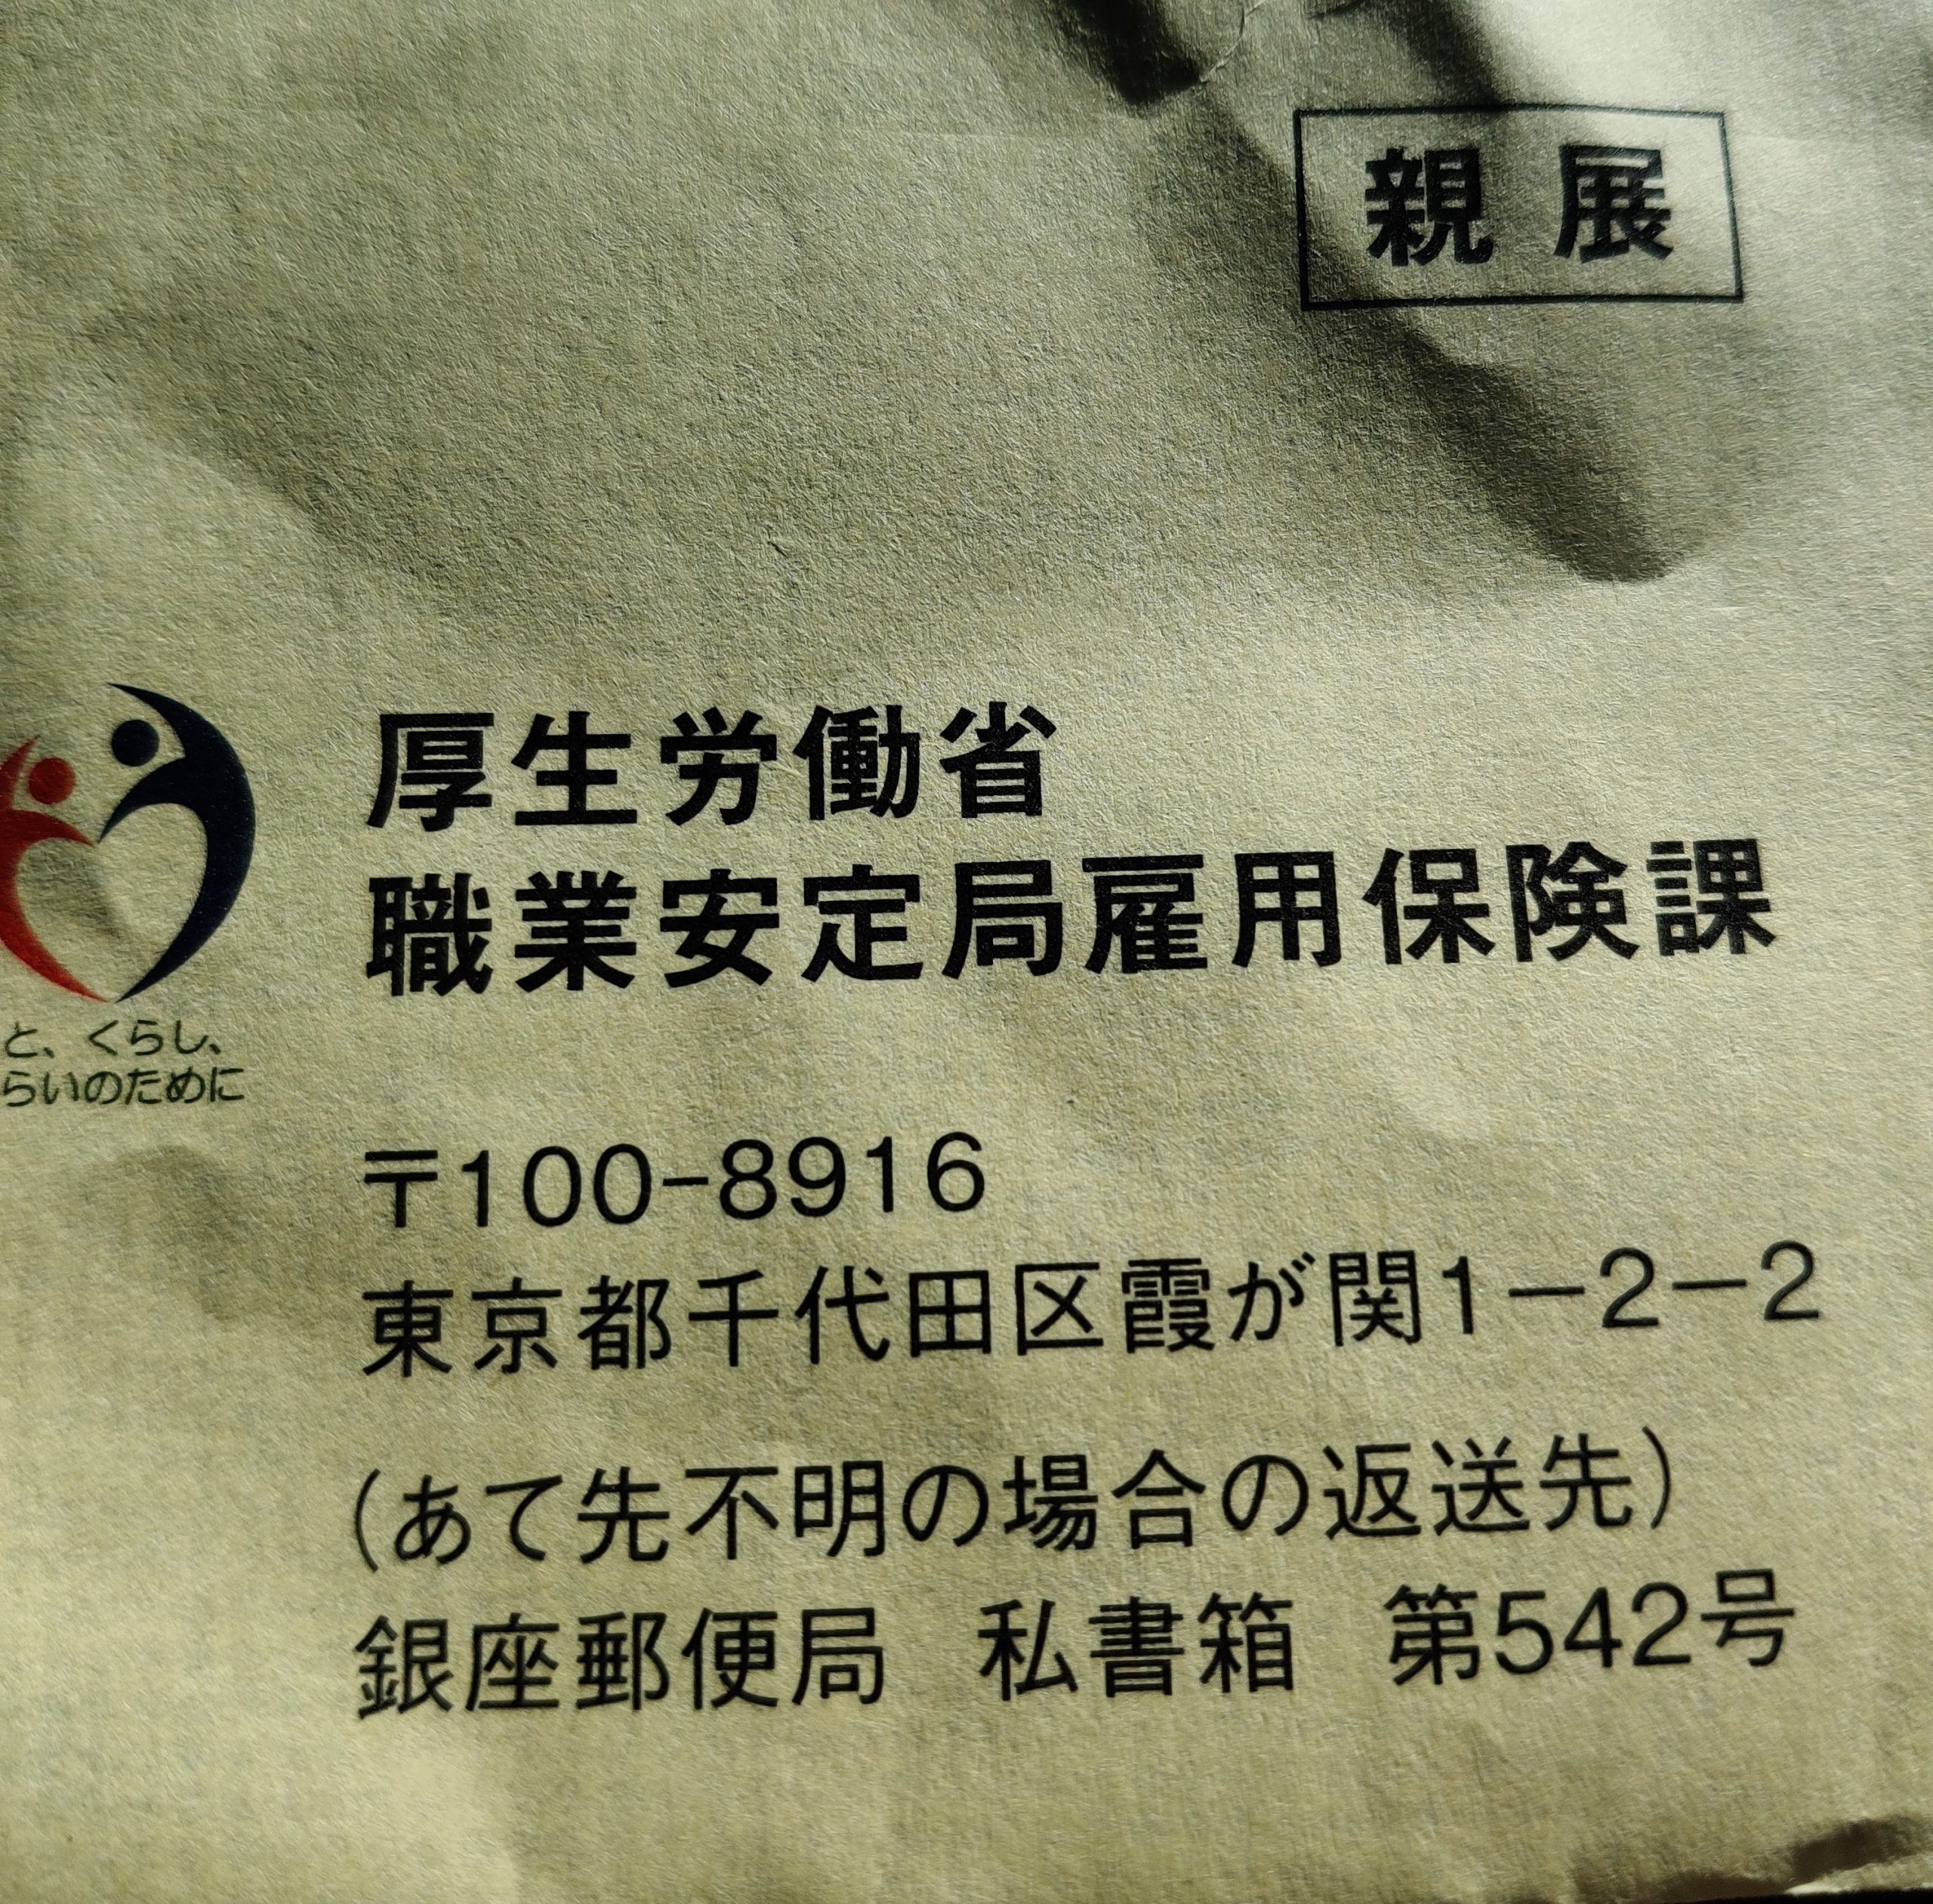 親展
厚生労働省
職業安定局雇用保険課
と、くらし、
らいのために
〒100-8916
東京都千代田区霞が関1-2-2
(あて先不明の場合の返送先)
銀座郵便局 私書箱 第542号